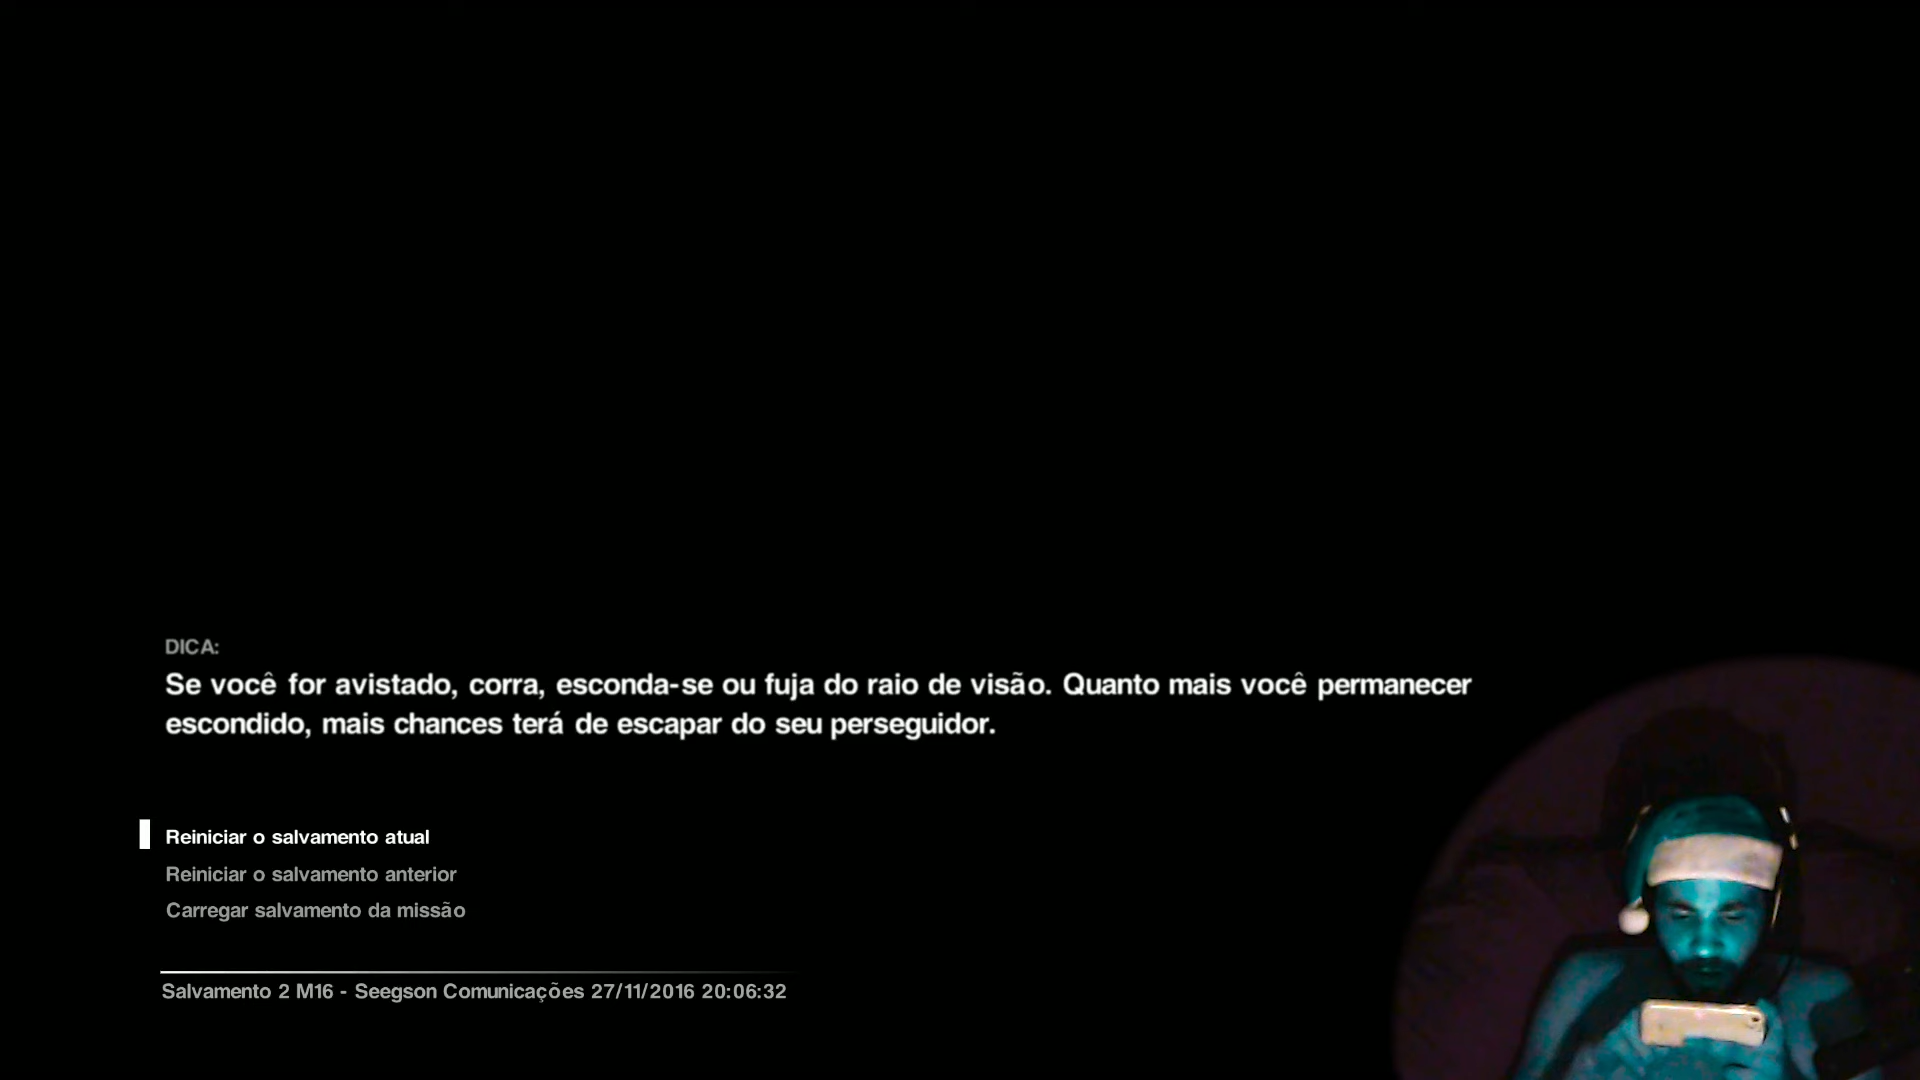 DICA:
Se você for avistado, corra, esconda-se ou fuja do raio de visão. Quanto mais você permanecer
escondido, mais chances terá de escapar do seu perseguidor.
Reiniciar o salvamento atual
Reiniciar o salvamento anterior
Carregar salvamento da missão
Salvamento 2 M16 - Seegson Comunicações 27/11/2016 20:06:32